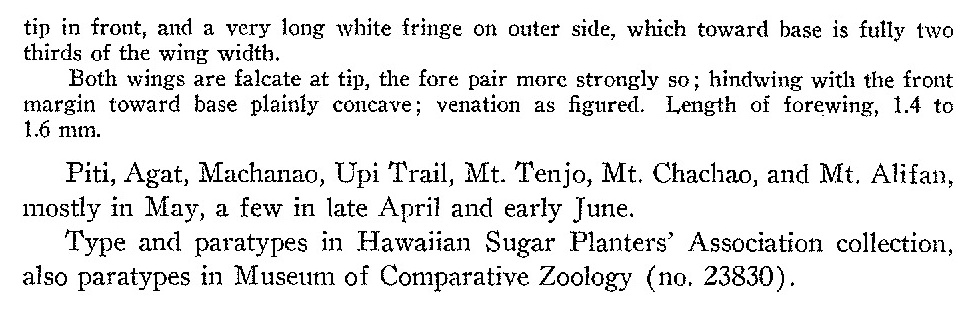 tip in front, and a very long white fringe on outer side, which toward base is fully two
thirds of the wing width.
Both wings are falcate at tip, the fore pair more strongly so; hindwing with the front
margin toward base plainly concave; venation as figured. Length of forewing, 1.4 to
1.6 mm.
Piti, Agat, Machanao, Upi Trail, Mt. Tenjo, Mt. Chachao, and Mt. Alifan,
mostly in May, a few in late April and early June.
Type and paratypes in Hawaiian Sugar Planters' Association collection,
also paratypes in Museum of Comparative Zoology (no. 23830).